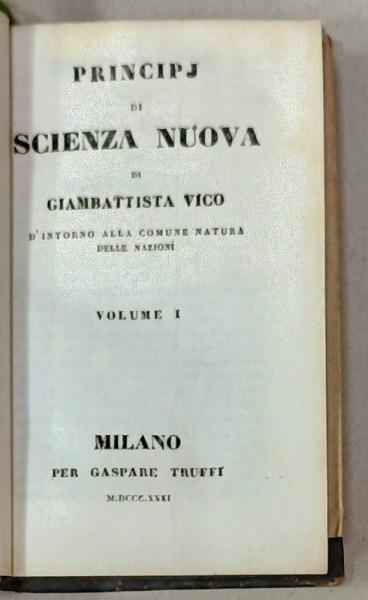 PRINCIPJ
DI
SCIENZA NUOVA
DI
GIAMBATTISTA VICO
D'INTORNO ALLA COMUNE NATURA
DELLE NAZIONI
VOLUME I
MILANO
PER GASPARE TRUFFI
M.DCCC.XXXI